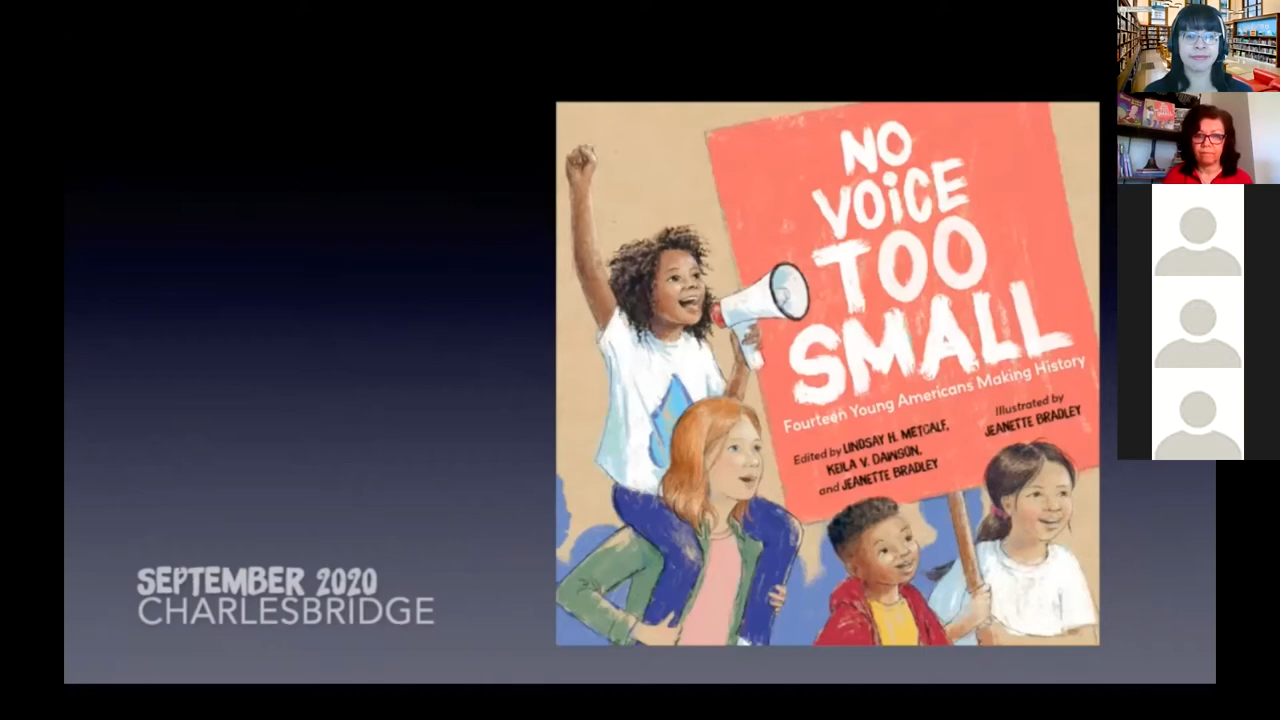 NO
VOiCE
TOO
SMALL
Fourteen Young Americans Making History
Edited by LINDSAY H. METCALF,
KEILA V. DAWSON,
and JEANETTE BRADLEY
Illustrated by
JEANETTE BRADLEY
SEPTEMBER 2020
CHARLESBRIDGE